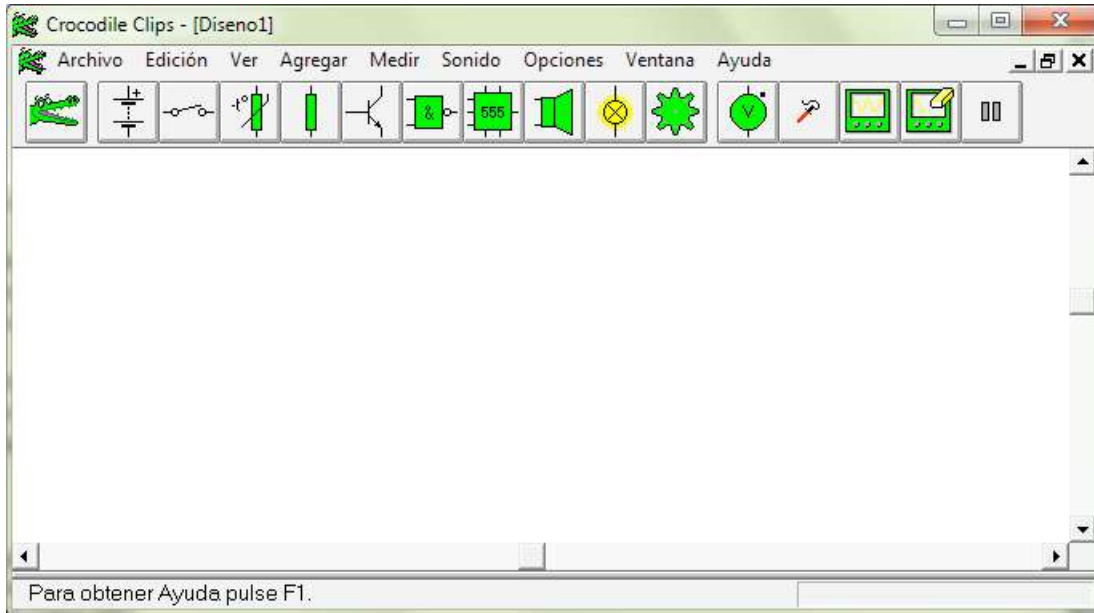 Crocodile Clips - [Diseno1]
Archivo Edición Ver Agregar Medir Sonido Opciones Ventana Ayuda
+ -t° & 555 V
Para obtener Ayuda pulse F1.